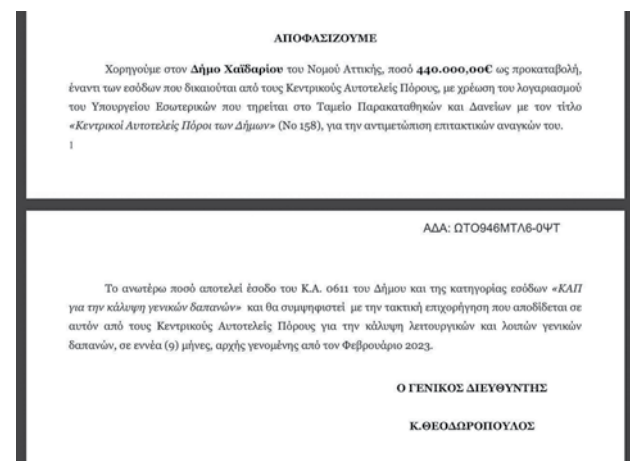 ΑΠΟΦΑΣΙΖΟΥΜΕ
Χορηγούμε στον Δήμο Χαϊδαρίου του Νομού Αττικής, ποσό 440.000,00€ ως προκαταβολή,
έναντι των εσόδων που δικαιούται από τους Κεντρικούς Αυτοτελείς Πόρους, με χρέωση του λογαριασμού
του Υπουργείου Εσωτερικών που τηρείται στο Ταμείο Παρακαταθηκών και Δανείων με τον τίτλο
«Κεντρικοί Αυτοτελείς Πόροι των Δήμων» (Νο 158), για την αντιμετώπιση επιτακτικών αναγκών του.
1
ΑΔΑ: ΩΤΟ946ΜΤΛ6-0ΨΤ
Το ανωτέρω ποσό αποτελεί έσοδο του Κ.Α. 0611 του Δήμου και της κατηγορίας εσόδων «ΚΑΠ
για την κάλυψη γενικών δαπανών» και θα συμψηφιστεί με την τακτική επιχορήγηση που αποδίδεται σε
αυτόν από τους Κεντρικούς Αυτοτελείς Πόρους για την κάλυψη λειτουργικών και λοιπών γενικών
δαπανών, σε εννέα (9) μήνες, αρχής γενομένης από τον Φεβρουάριο 2023.
Ο ΓΕΝΙΚΟΣ ΔΙΕΥΘΥΝΤΗΣ
Κ.ΘΕΟΔΩΡΟΠΟΥΛΟΣ